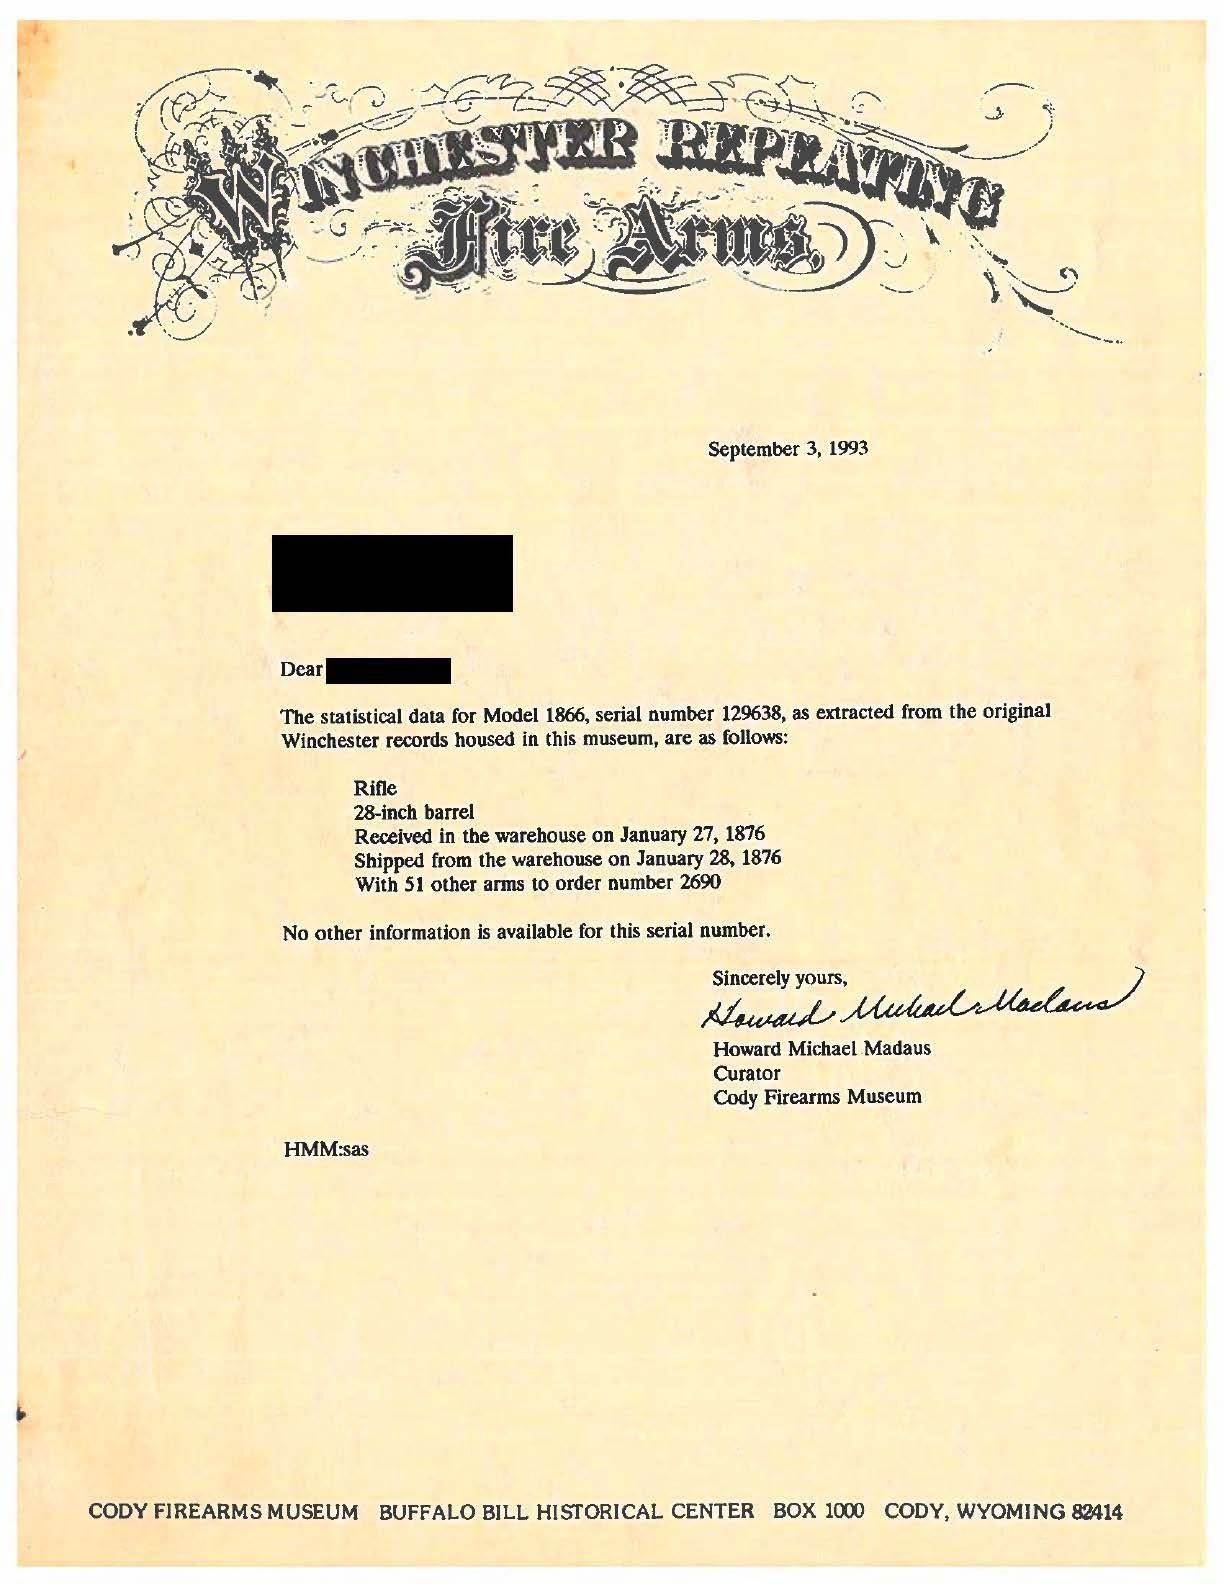 WINCHESTER REPEATING
Fire Arms,
September 3, 1993
Dear
The statistical data for Model 1866, serial number 129638, as extracted from the original
Winchester records housed in this museum, are as follows:
Rifle
28-inch barrel
Received in the warehouse on January 27, 1876
Shipped from the warehouse on January 28, 1876
With 51 other arms to order number 2690
No other information is available for this serial number.
Sincerely yours,
Howard Michael Madaus
Howard Michael Madaus
Curator
Cody Firearms Museum
HMM:sas
CODY FIREARMS MUSEUM BUFFALO BILL HISTORICAL CENTER BOX 1000 CODY, WYOMING 82414